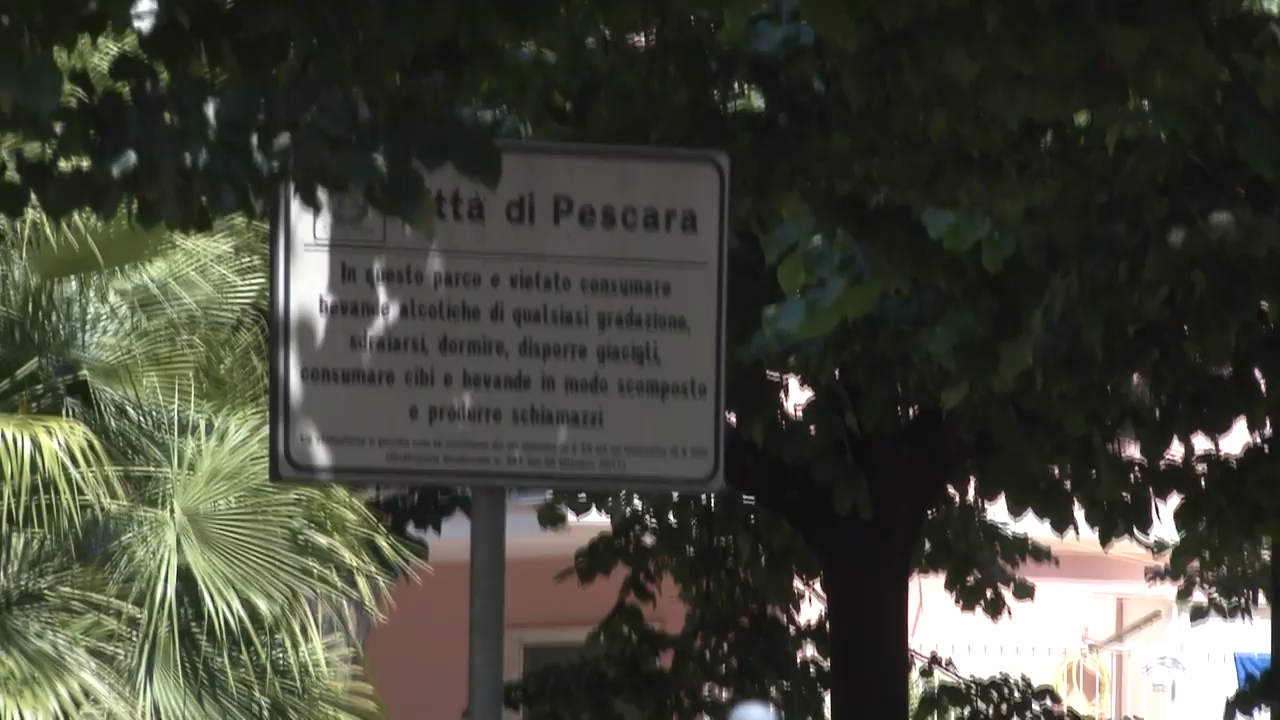 ttà di Pescara
In questo parco e vietato consumare
bevande alcoliche di qualsiasi gradazione,
sdraiarsi, dormire, disporre giacigli,
consumare cibi e bevande in modo scomposto
e produrre schiamazzi